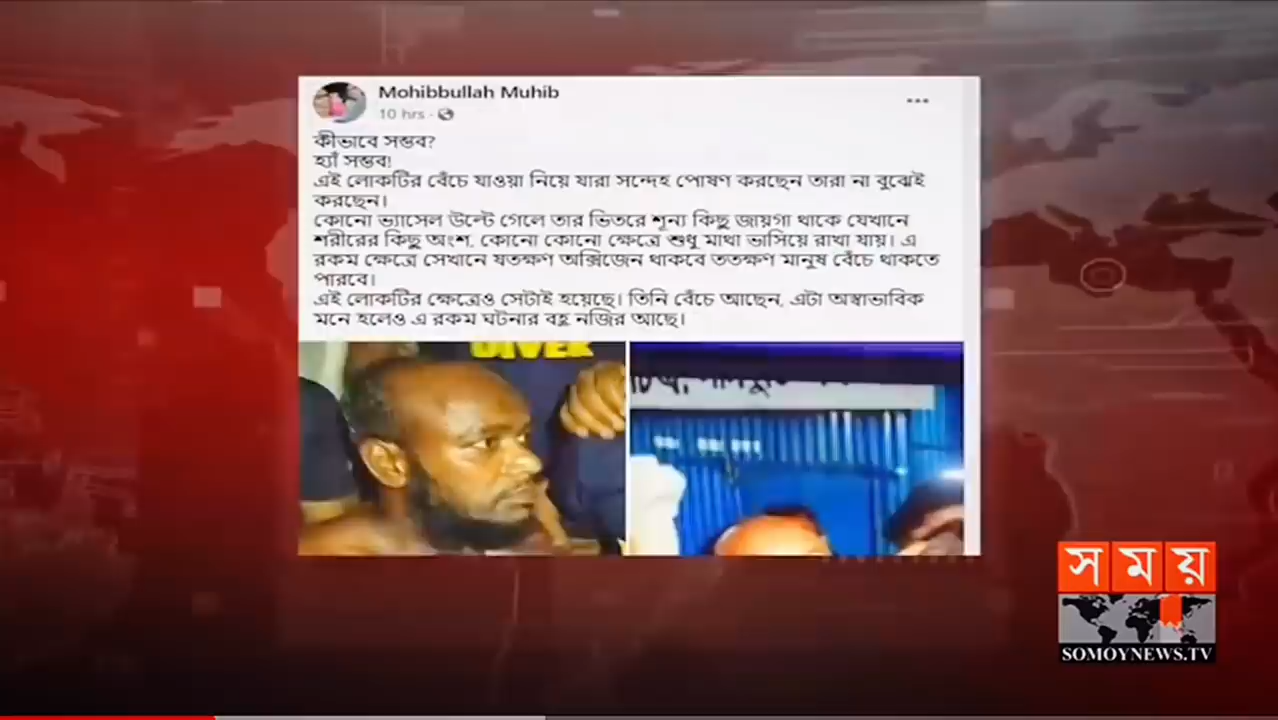 Mohibbullah Muhib
10 hrs ·
কীভাবে সম্ভব?
হ্যাঁ সম্ভব!
এই লোকটির বেঁচে যাওয়া নিয়ে যারা সন্দেহ পোষণ করছেন তারা না বুঝেই
করছেন।
কোনো ভ্যাসেল উল্টে গেলে তার ভিতরে শূন্য কিছু জায়গা থাকে যেখানে
শরীরের কিছু অংশ, কোনো কোনো ক্ষেত্রে শুধু মাথা ভাসিয়ে রাখা যায়। এ
রকম ক্ষেত্রে সেখানে যতক্ষণ অক্সিজেন থাকবে ততক্ষণ মানুষ বেঁচে থাকতে
পারবে।
এই লোকটির ক্ষেত্রেও সেটাই হয়েছে। তিনি বেঁচে আছেন, এটা অস্বাভাবিক
মনে হলেও এ রকম ঘটনার বহু নজির আছে।
DIVER
সময়
SOMOYNEWS.TV